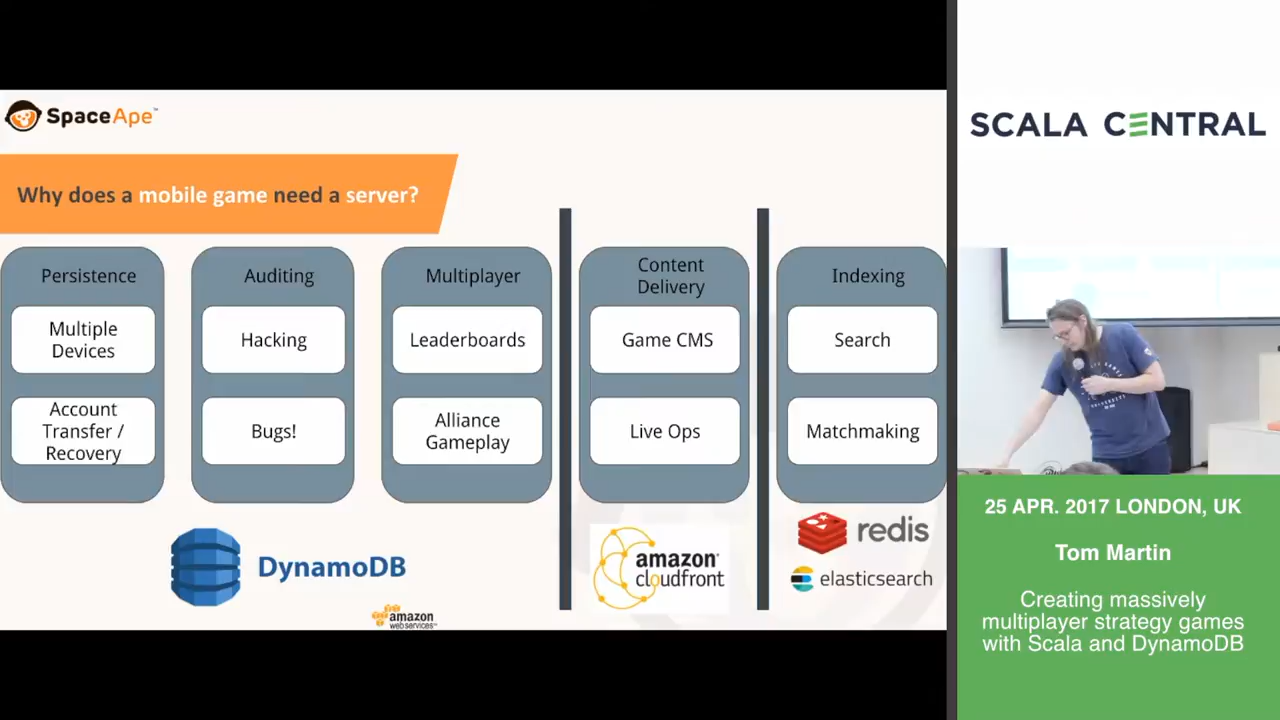 SpaceApe™
Why does a mobile game need a server?
Persistence
Multiple
Devices
Account
Transfer /
Recovery
Auditing
Hacking
Bugs!
Multiplayer
Leaderboards
Alliance
Gameplay
Content
Delivery
Game CMS
Live Ops
Indexing
Search
Matchmaking
DynamoDB
amazon
web services™
amazon
cloudfront
redis
elasticsearch
SCALA CENTRAL
25 APR. 2017 LONDON, UK
Tom Martin
Creating massively
multiplayer strategy games
with Scala and DynamoDB